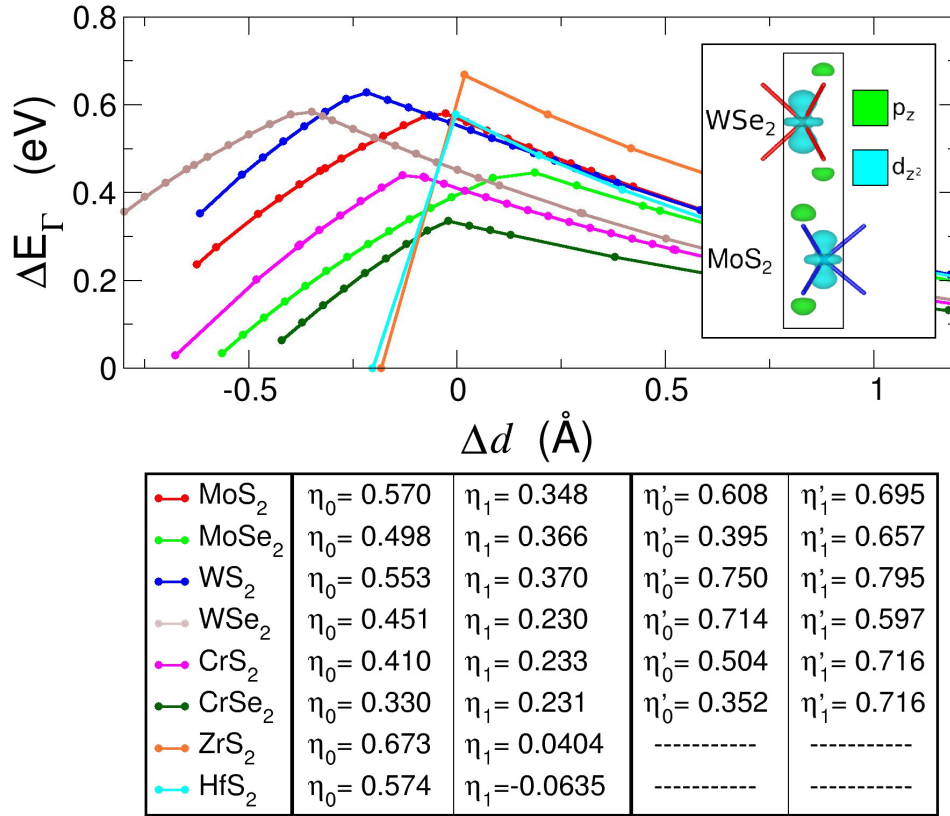 0.8
0.6
0.4
0.2
0
ΔE_Γ (eV)
-0.5
0
0.5
1
Δd (Å)
WSe₂
p_z
d_z²
MoS₂
MoS₂ η₀= 0.570 η₁= 0.348 η'₀= 0.608 η'₁= 0.695
MoSe₂ η₀= 0.498 η₁= 0.366 η'₀= 0.395 η'₁= 0.657
WS₂ η₀= 0.553 η₁= 0.370 η'₀= 0.750 η'₁= 0.795
WSe₂ η₀= 0.451 η₁= 0.230 η'₀= 0.714 η'₁= 0.597
CrS₂ η₀= 0.410 η₁= 0.233 η'₀= 0.504 η'₁= 0.716
CrSe₂ η₀= 0.330 η₁= 0.231 η'₀= 0.352 η'₁= 0.716
ZrS₂ η₀= 0.673 η₁= 0.0404 ----------- -----------
HfS₂ η₀= 0.574 η₁=-0.0635 ----------- -----------